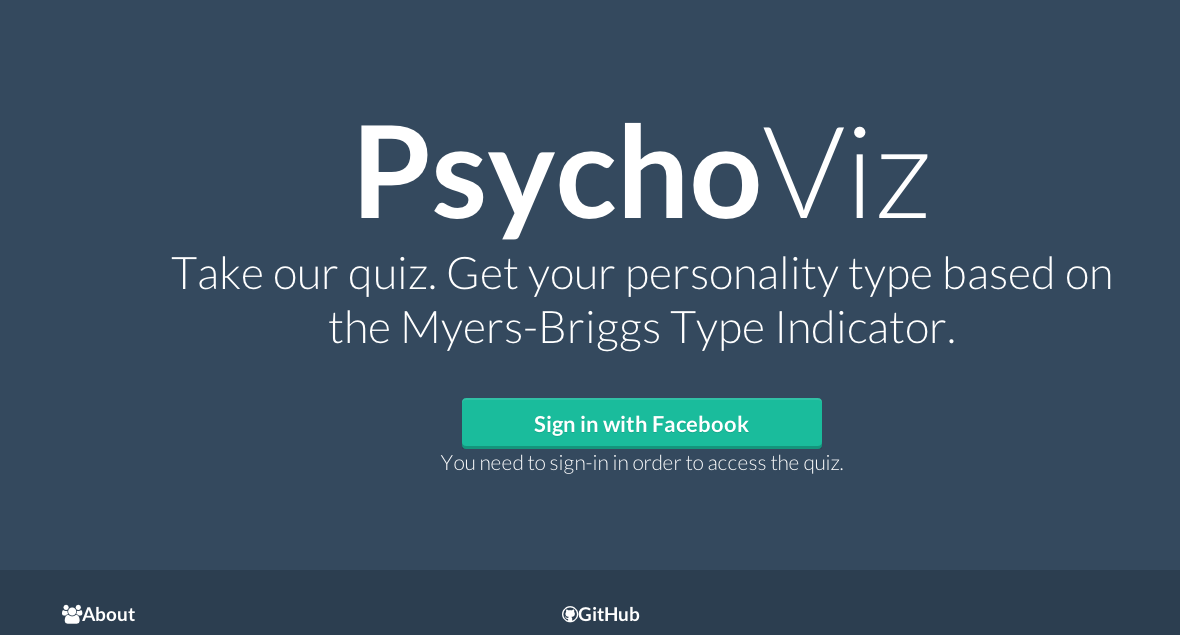 PsychoViz
Take our quiz. Get your personality type based on
the Myers-Briggs Type Indicator.
Sign in with Facebook
You need to sign-in in order to access the quiz.
About
GitHub